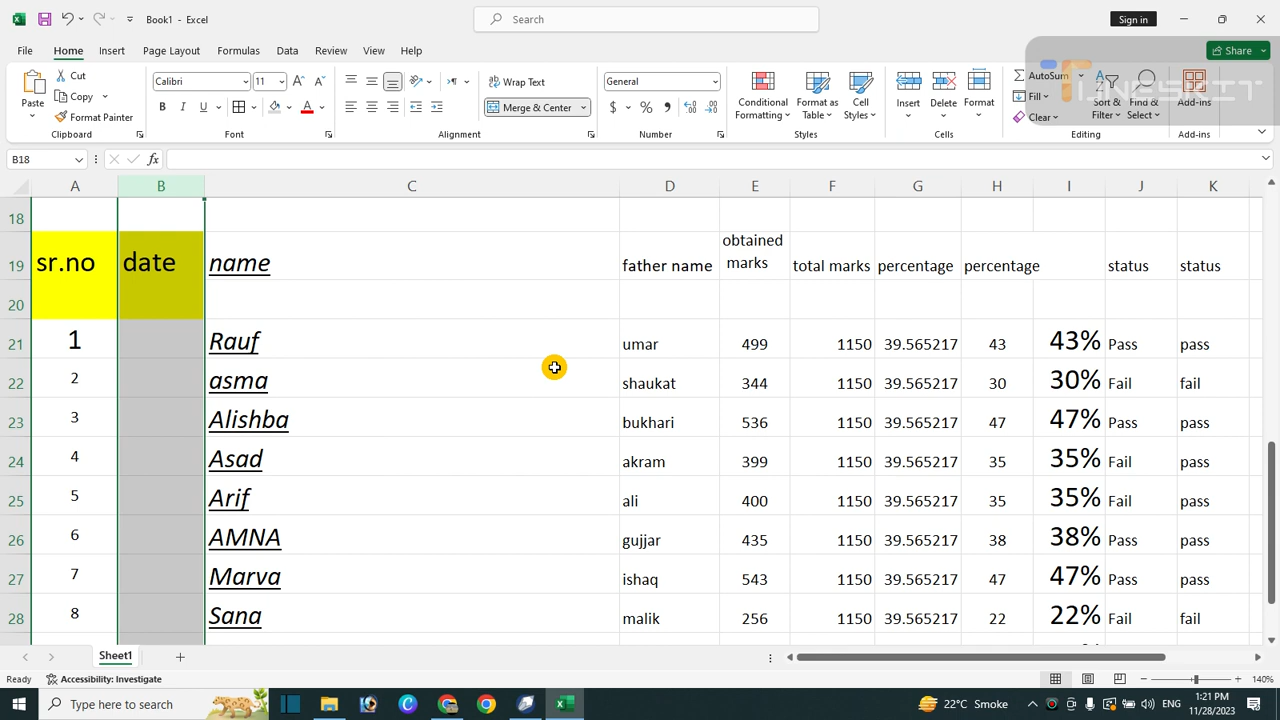 Book1 - Excel
Search
Sign in
File Home Insert Page Layout Formulas Data Review View Help
Share
Paste
Cut
Copy
Format Painter
Clipboard
Calibri 11
B I U
Font
Wrap Text
Merge & Center
Alignment
General
$ % ,
Number
Conditional Formatting
Format as Table
Cell Styles
Styles
Insert Delete Format
Cells
AutoSum
Fill
Clear
Sort & Filter
Find & Select
Editing
Add-ins
Add-ins
B18 fx
A B C D E F G H I J K
18
19 sr.no date name father name obtained marks total marks percentage percentage status status
20
21 1 Rauf umar 499 1150 39.565217 43 43% Pass pass
22 2 asma shaukat 344 1150 39.565217 30 30% Fail fail
23 3 Alishba bukhari 536 1150 39.565217 47 47% Pass pass
24 4 Asad akram 399 1150 39.565217 35 35% Fail pass
25 5 Arif ali 400 1150 39.565217 35 35% Fail pass
26 6 AMNA gujjar 435 1150 39.565217 38 38% Pass pass
27 7 Marva ishaq 543 1150 39.565217 47 47% Pass pass
28 8 Sana malik 256 1150 39.565217 22 22% Fail fail
Sheet1
Ready Accessibility: Investigate 140%
Type here to search
22°C Smoke
ENG
1:21 PM
11/28/2023